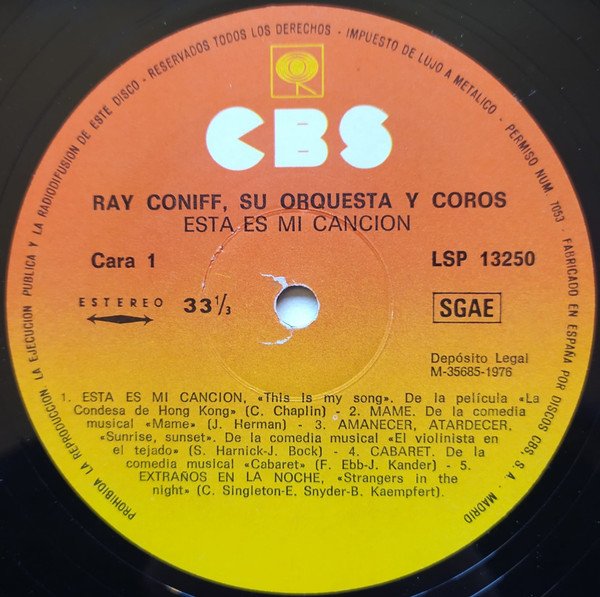 PROHIBIDA LA REPRODUCCION LA EJECUCION PUBLICA Y LA RADIODIFUSION DE ESTE DISCO - RESERVADOS TODOS LOS DERECHOS - IMPUESTO DE LUJO A METALICO - PERMISO NUM. 7053 - FABRICADO EN ESPAÑA POR DISCOS CBS, S. A. - MADRID
CBS
RAY CONIFF, SU ORQUESTA Y COROS
ESTA ES MI CANCION
Cara 1
LSP 13250
ESTEREO
33 1/3
SGAE
Depósito Legal
M-35685-1976
1. ESTA ES MI CANCION, «This is my song». De la película «La
Condesa de Hong Kong» (C. Chaplin) - 2. MAME. De la comedia
musical «Mame» (J. Herman) - 3. AMANECER, ATARDECER.
«Sunrise, sunset». De la comedia musical «El violinista en
el tejado» (S. Harnick-J. Bock) - 4. CABARET. De la
comedia musical «Cabaret» (F. Ebb-J. Kander) - 5.
EXTRAÑOS EN LA NOCHE, «Strangers in
the night» (C. Singleton-E. Snyder-B. Kaempfert).